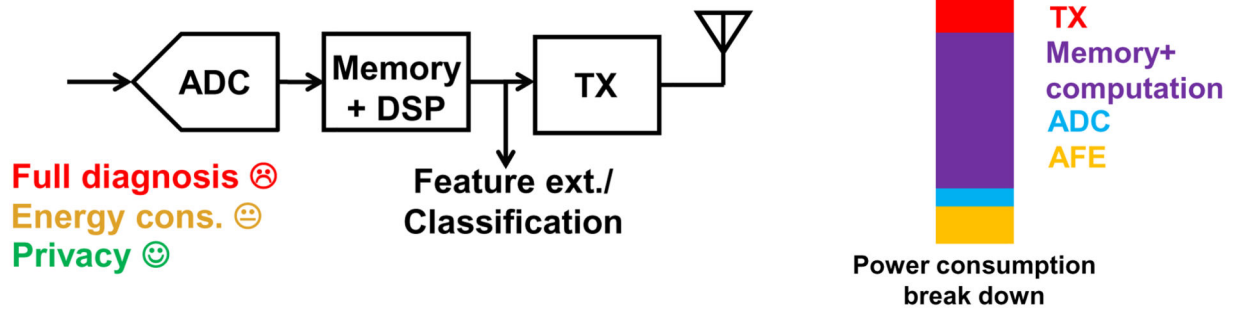 ADC
Memory
+ DSP
TX
Feature ext./
Classification
Full diagnosis ☹
Energy cons. 😐
Privacy ☺
TX
Memory+
computation
ADC
AFE
Power consumption
break down